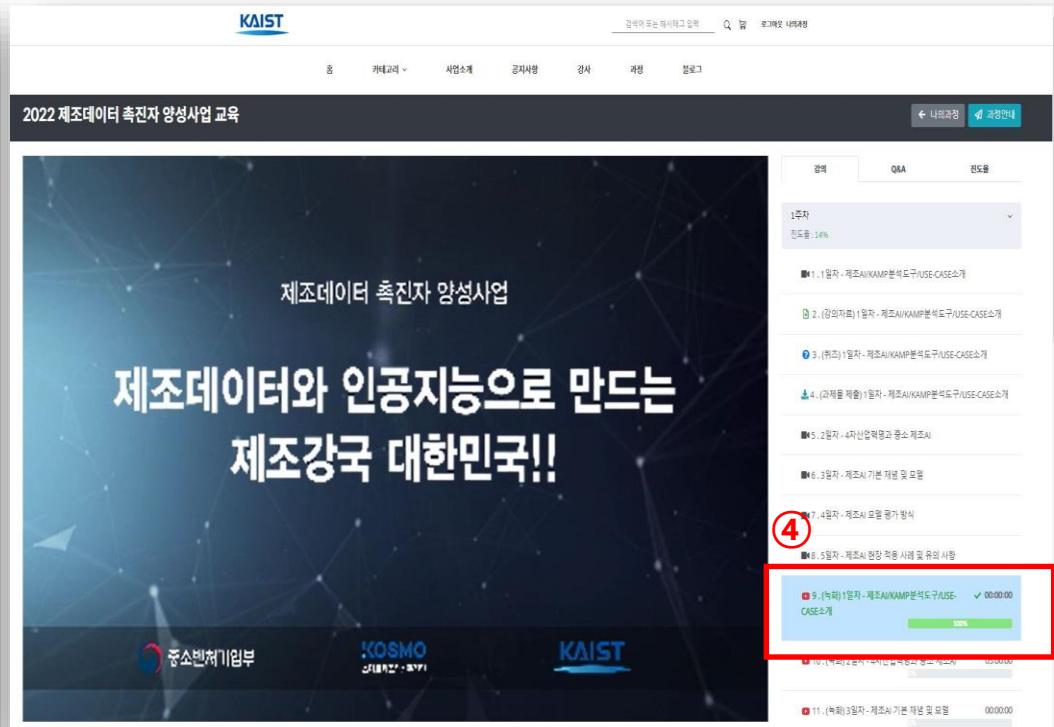 KAIST
검색어 또는 해시태그 입력
로그아웃 나의과정
홈 카테고리 사업소개 공지사항 강사 과정 블로그
2022 제조데이터 촉진자 양성사업 교육
나의과정 과정안내
제조데이터 촉진자 양성사업
제조데이터와 인공지능으로 만드는
제조강국 대한민국!!
중소벤처기업부 KOSMO KAIST
강의 Q&A 진도율
1주차
진도율 : 14%
1 . 1일차 - 제조AI/KAMP분석도구/USE-CASE소개
2 . (강의자료) 1일차 - 제조AI/KAMP분석도구/USE-CASE소개
3 . (퀴즈) 1일차 - 제조AI/KAMP분석도구/USE-CASE소개
4 . (과제물 제출) 1일차 - 제조AI/KAMP분석도구/USE-CASE소개
5 . 2일차 - 4차산업혁명과 중소 제조AI
6 . 3일차 - 제조AI 기본 개념 및 모델
7 . 4일차 - 제조AI 모델 평가 방식
④
8 . 5일차 - 제조AI 현장 적용 사례 및 유의 사항
9 . (녹화) 1일차 - 제조AI/KAMP분석도구/USE- 00:00:00
CASE소개
100%
10 . (녹화) 2일차 - 4차산업혁명과 중소 제조AI
11 . (녹화) 3일차 - 제조AI 기본 개념 및 모델 00:00:00